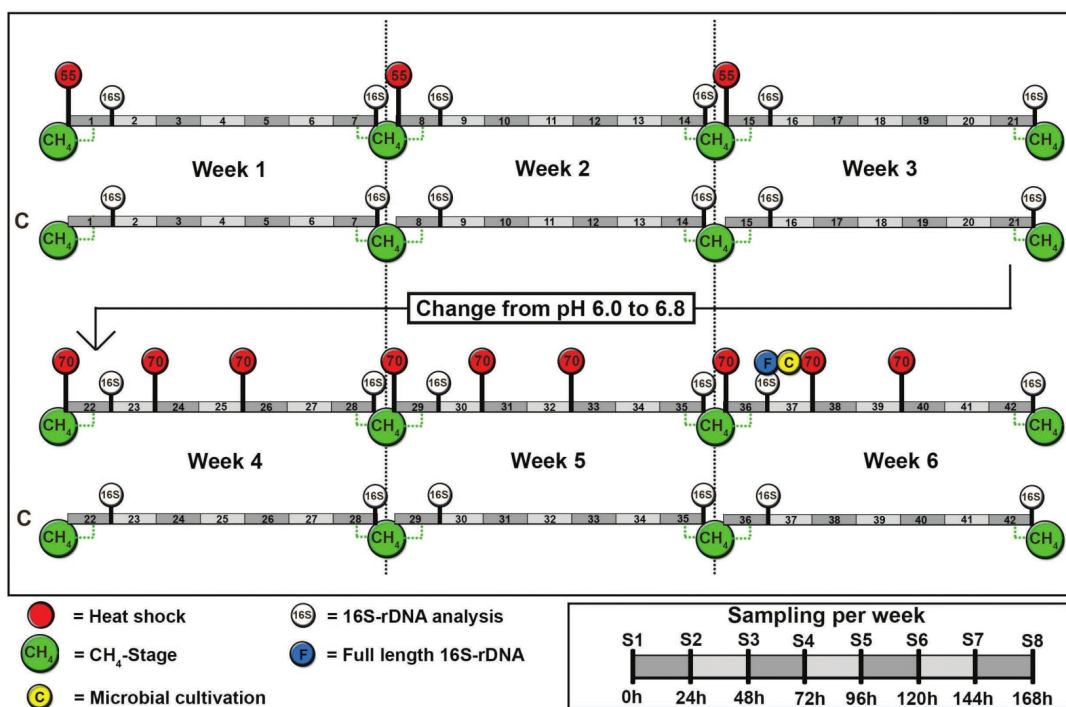 55 16S 16S 55 16S 16S 55 16S 16S
1 2 3 4 5 6 7 8 9 10 11 12 13 14 15 16 17 18 19 20 21
CH₄ CH₄ CH₄ CH₄
Week 1 Week 2 Week 3
16S 16S 16S 16S 16S 16S
C 1 2 3 4 5 6 7 8 9 10 11 12 13 14 15 16 17 18 19 20 21
CH₄ CH₄ CH₄ CH₄
Change from pH 6.0 to 6.8
70 70 70 70 70 70 70 F C 70 70
16S 16S 16S 16S 16S 16S
22 23 24 25 26 27 28 29 30 31 32 33 34 35 36 37 38 39 40 41 42
CH₄ CH₄ CH₄ CH₄
Week 4 Week 5 Week 6
16S 16S 16S 16S 16S 16S
C 22 23 24 25 26 27 28 29 30 31 32 33 34 35 36 37 38 39 40 41 42
CH₄ CH₄ CH₄ CH₄
= Heat shock
CH₄ = CH₄-Stage
C = Microbial cultivation
16S = 16S-rDNA analysis
F = Full length 16S-rDNA
Sampling per week
S1 S2 S3 S4 S5 S6 S7 S8
0h 24h 48h 72h 96h 120h 144h 168h